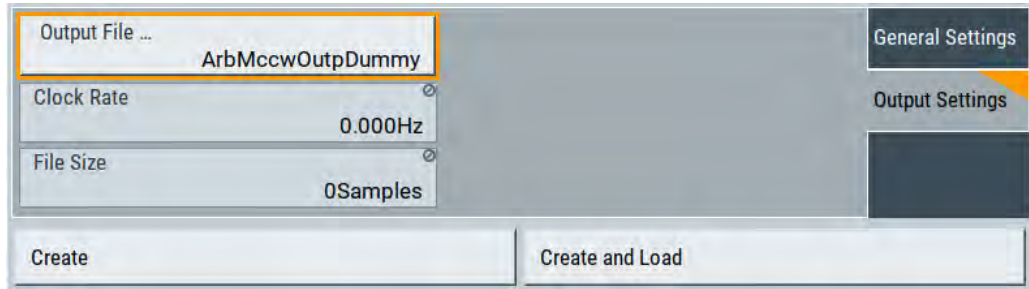 Output File ...
ArbMccwOutpDummy
General Settings
Clock Rate
0.000Hz
Output Settings
File Size
0Samples
Create
Create and Load